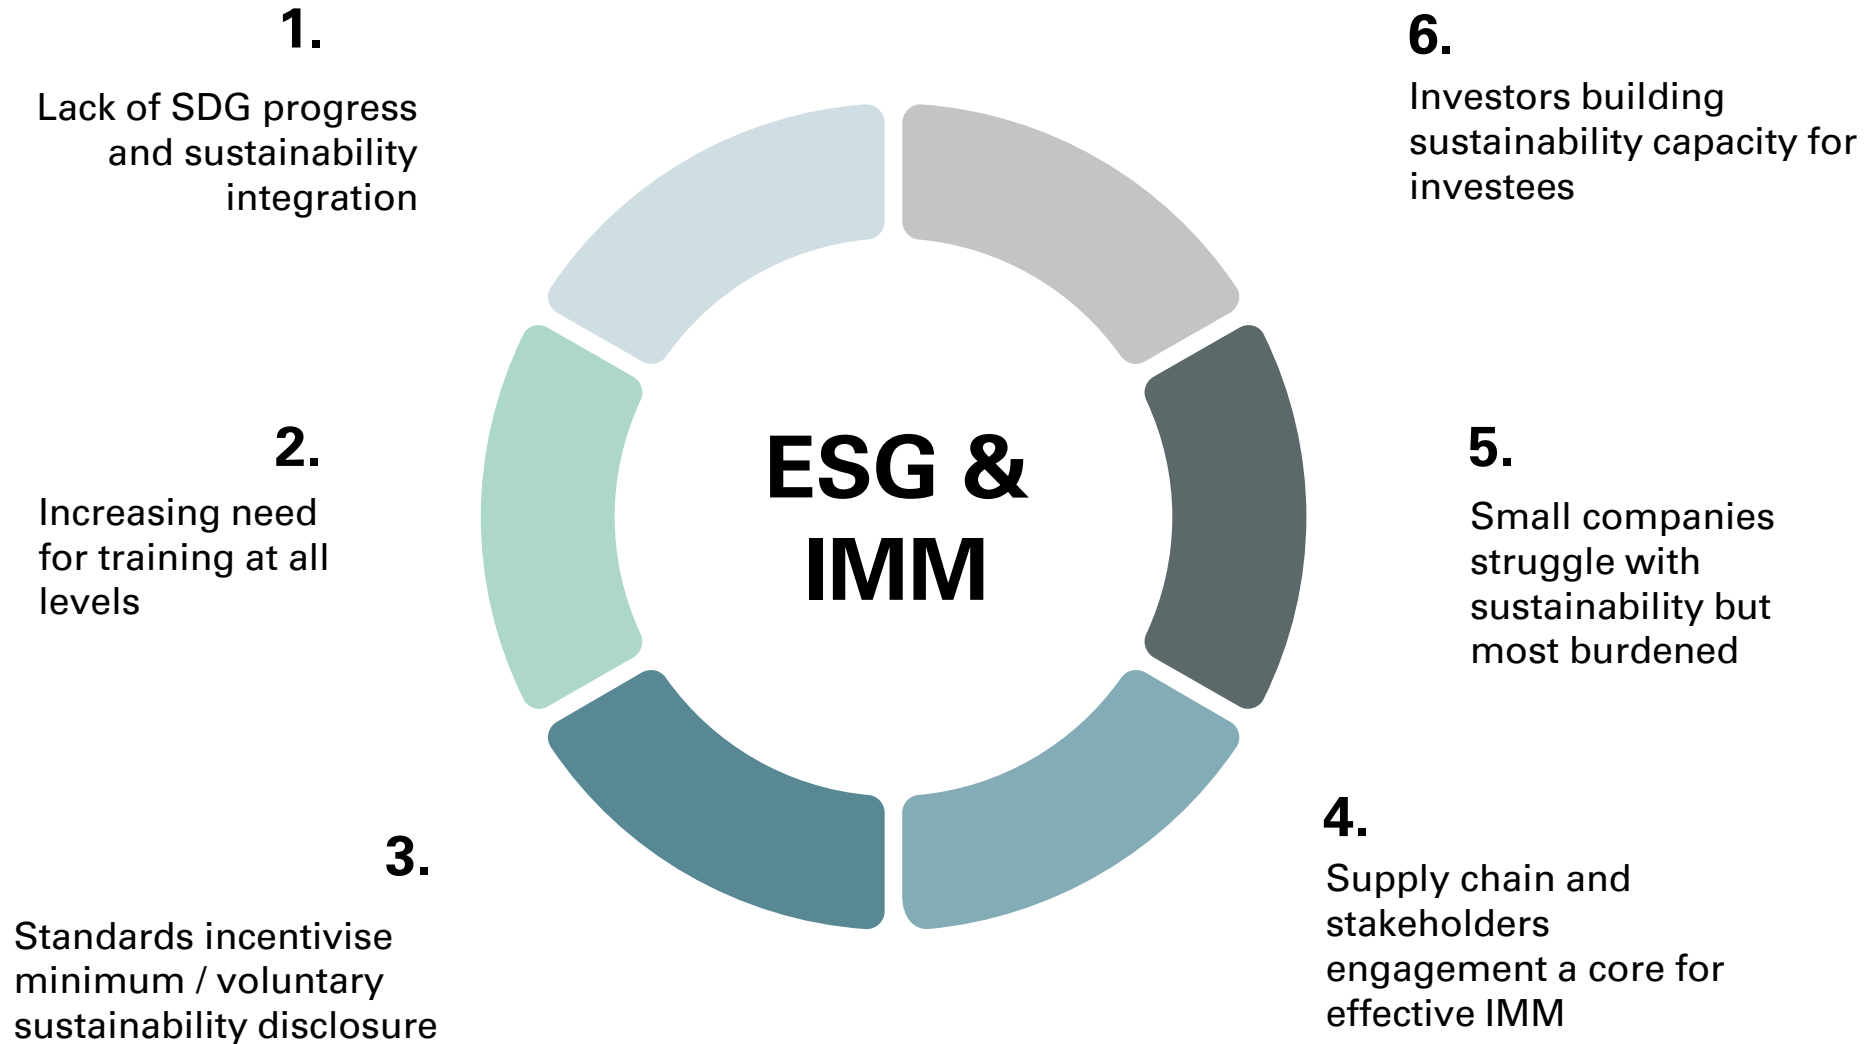 1.
Lack of SDG progress
and sustainability
integration
2.
Increasing need
for training at all
levels
3.
Standards incentivise
minimum / voluntary
sustainability disclosure
ESG &
IMM
4.
Supply chain and
stakeholders
engagement a core for
effective IMM
5.
Small companies
struggle with
sustainability but
most burdened
6.
Investors building
sustainability capacity for
investees